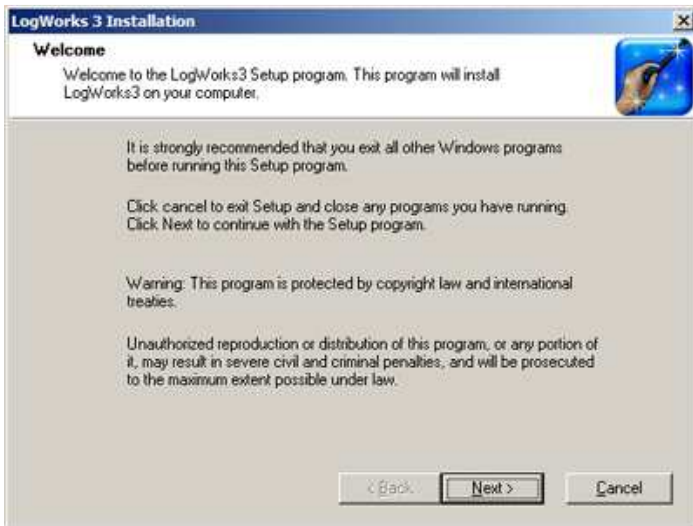 LogWorks 3 Installation
Welcome
Welcome to the LogWorks3 Setup program. This program will install
LogWorks3 on your computer.
It is strongly recommended that you exit all other Windows programs
before running this Setup program.
Click cancel to exit Setup and close any programs you have running.
Click Next to continue with the Setup program.
Warning: This program is protected by copyright law and international
treaties.
Unauthorized reproduction or distribution of this program, or any portion of
it, may result in severe civil and criminal penalties, and will be prosecuted
to the maximum extent possible under law.
< Back
Next >
Cancel